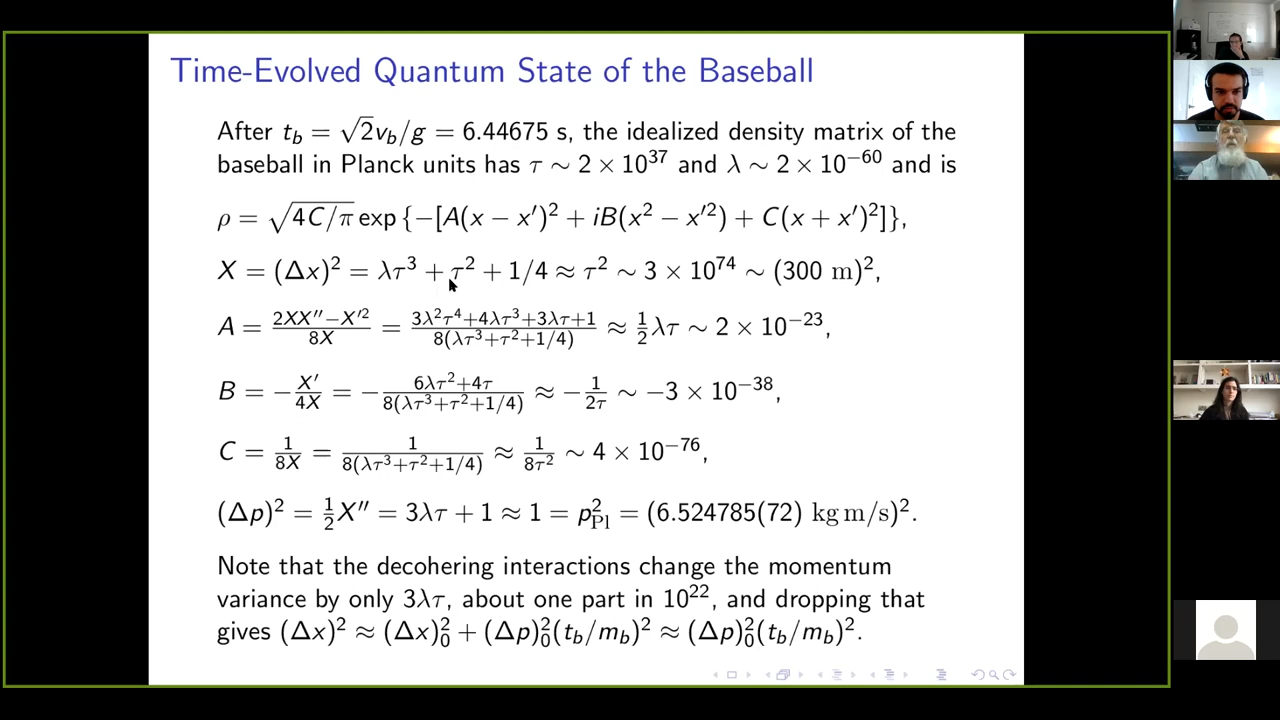 Time-Evolved Quantum State of the Baseball
After t_b = √2v_b/g = 6.44675 s, the idealized density matrix of the
baseball in Planck units has τ ∼ 2 × 10^37 and λ ∼ 2 × 10^−60 and is
ρ = √(4C/π) exp {−[A(x − x′)^2 + iB(x^2 − x′^2) + C(x + x′)^2]},
X = (Δx)^2 = λτ^3 + τ^2 + 1/4 ≈ τ^2 ∼ 3 × 10^74 ∼ (300 m)^2,
A = (2XX″−X′^2)/(8X) = (3λ^2τ^4+4λτ^3+3λτ+1)/(8(λτ^3+τ^2+1/4)) ≈ 1/2 λτ ∼ 2 × 10^−23,
B = −X′/(4X) = −(6λτ^2+4τ)/(8(λτ^3+τ^2+1/4)) ≈ −1/(2τ) ∼ −3 × 10^−38,
C = 1/(8X) = 1/(8(λτ^3+τ^2+1/4)) ≈ 1/(8τ^2) ∼ 4 × 10^−76,
(Δp)^2 = 1/2 X″ = 3λτ + 1 ≈ 1 = p_Pl^2 = (6.524785(72) kg m/s)^2.
Note that the decohering interactions change the momentum
variance by only 3λτ, about one part in 10^22, and dropping that
gives (Δx)^2 ≈ (Δx)_0^2 + (Δp)_0^2(t_b/m_b)^2 ≈ (Δp)_0^2(t_b/m_b)^2.